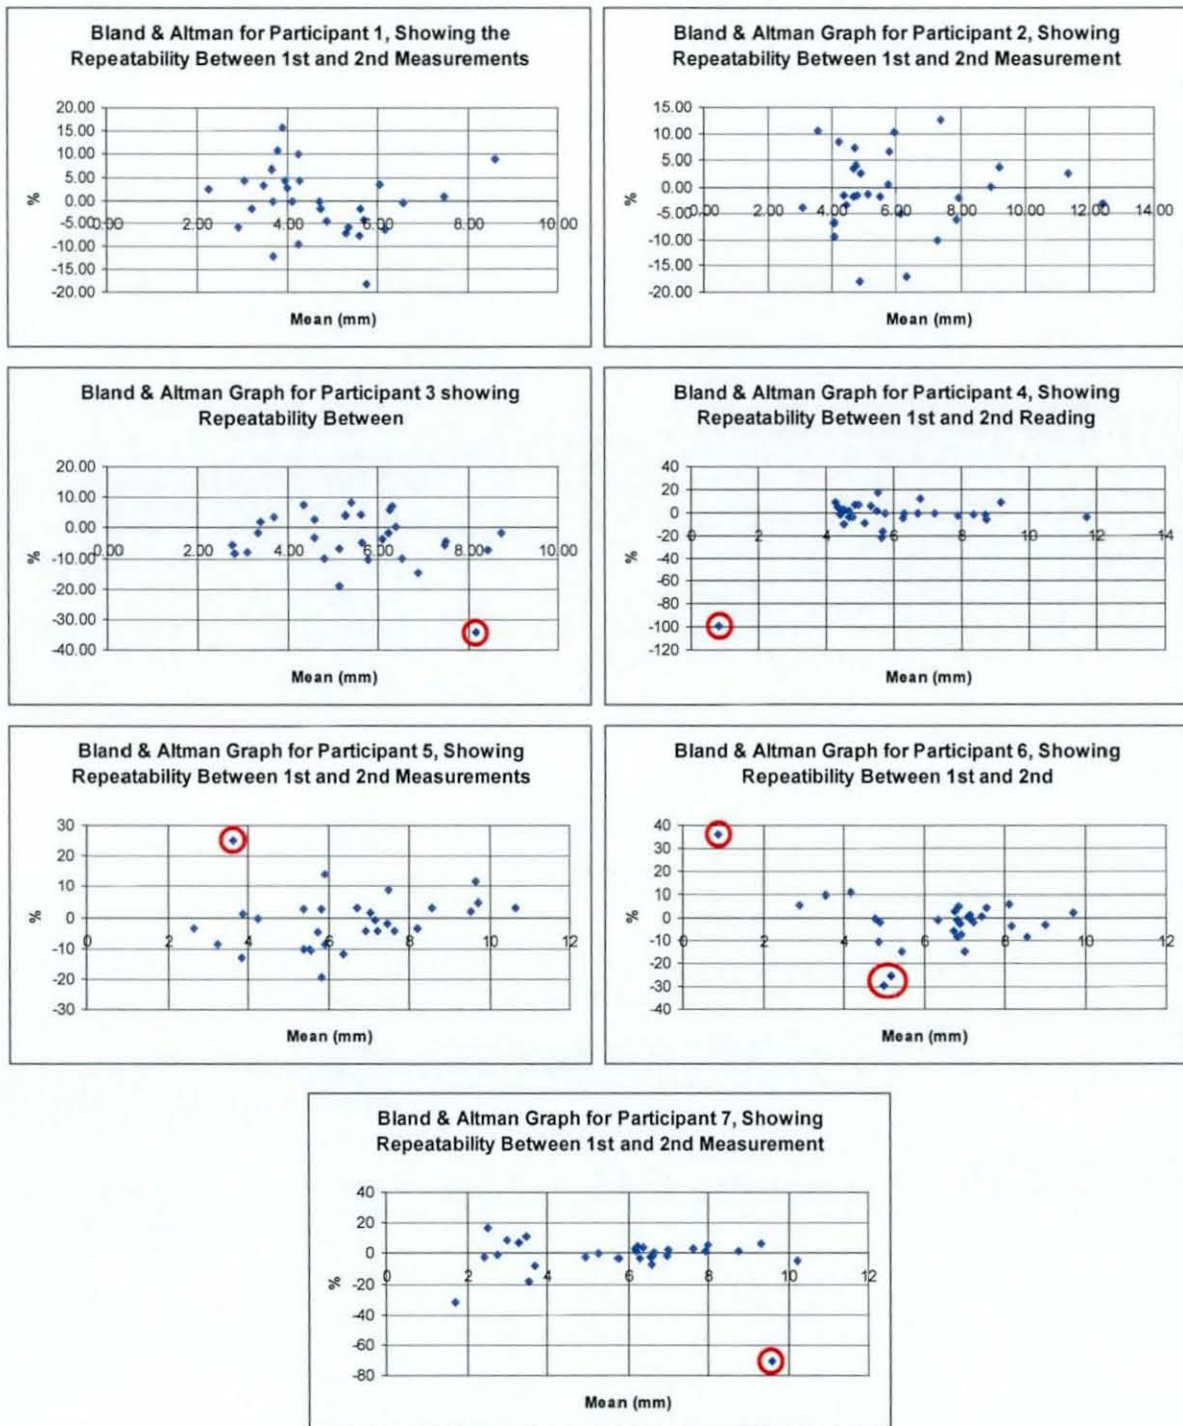 Bland & Altman for Participant 1, Showing the
Repeatability Between 1st and 2nd Measurements
20.00
15.00
10.00
5.00
0.00
-5.00
-10.00
-15.00
-20.00
%
0.00 2.00 4.00 6.00 8.00 10.00
Mean (mm)
Bland & Altman Graph for Participant 2, Showing
Repeatability Between 1st and 2nd Measurement
15.00
10.00
5.00
0.00
-5.00
-10.00
-15.00
-20.00
%
0.00 2.00 4.00 6.00 8.00 10.00 12.00 14.00
Mean (mm)
Bland & Altman Graph for Participant 3 showing
Repeatability Between
20.00
10.00
0.00
-10.00
-20.00
-30.00
-40.00
%
0.00 2.00 4.00 6.00 8.00 10.00
Mean (mm)
Bland & Altman Graph for Participant 4, Showing
Repeatability Between 1st and 2nd Reading
40
20
0
-20
-40
-60
-80
-100
-120
%
0 2 4 6 8 10 12 14
Mean (mm)
Bland & Altman Graph for Participant 5, Showing
Repeatability Between 1st and 2nd Measurements
30
20
10
0
-10
-20
-30
%
0 2 4 6 8 10 12
Mean (mm)
Bland & Altman Graph for Participant 6, Showing
Repeatibility Between 1st and 2nd
40
30
20
10
0
-10
-20
-30
-40
%
0 2 4 6 8 10 12
Mean (mm)
Bland & Altman Graph for Participant 7, Showing
Repeatability Between 1st and 2nd Measurement
40
20
0
-20
-40
-60
-80
%
0 2 4 6 8 10 12
Mean (mm)